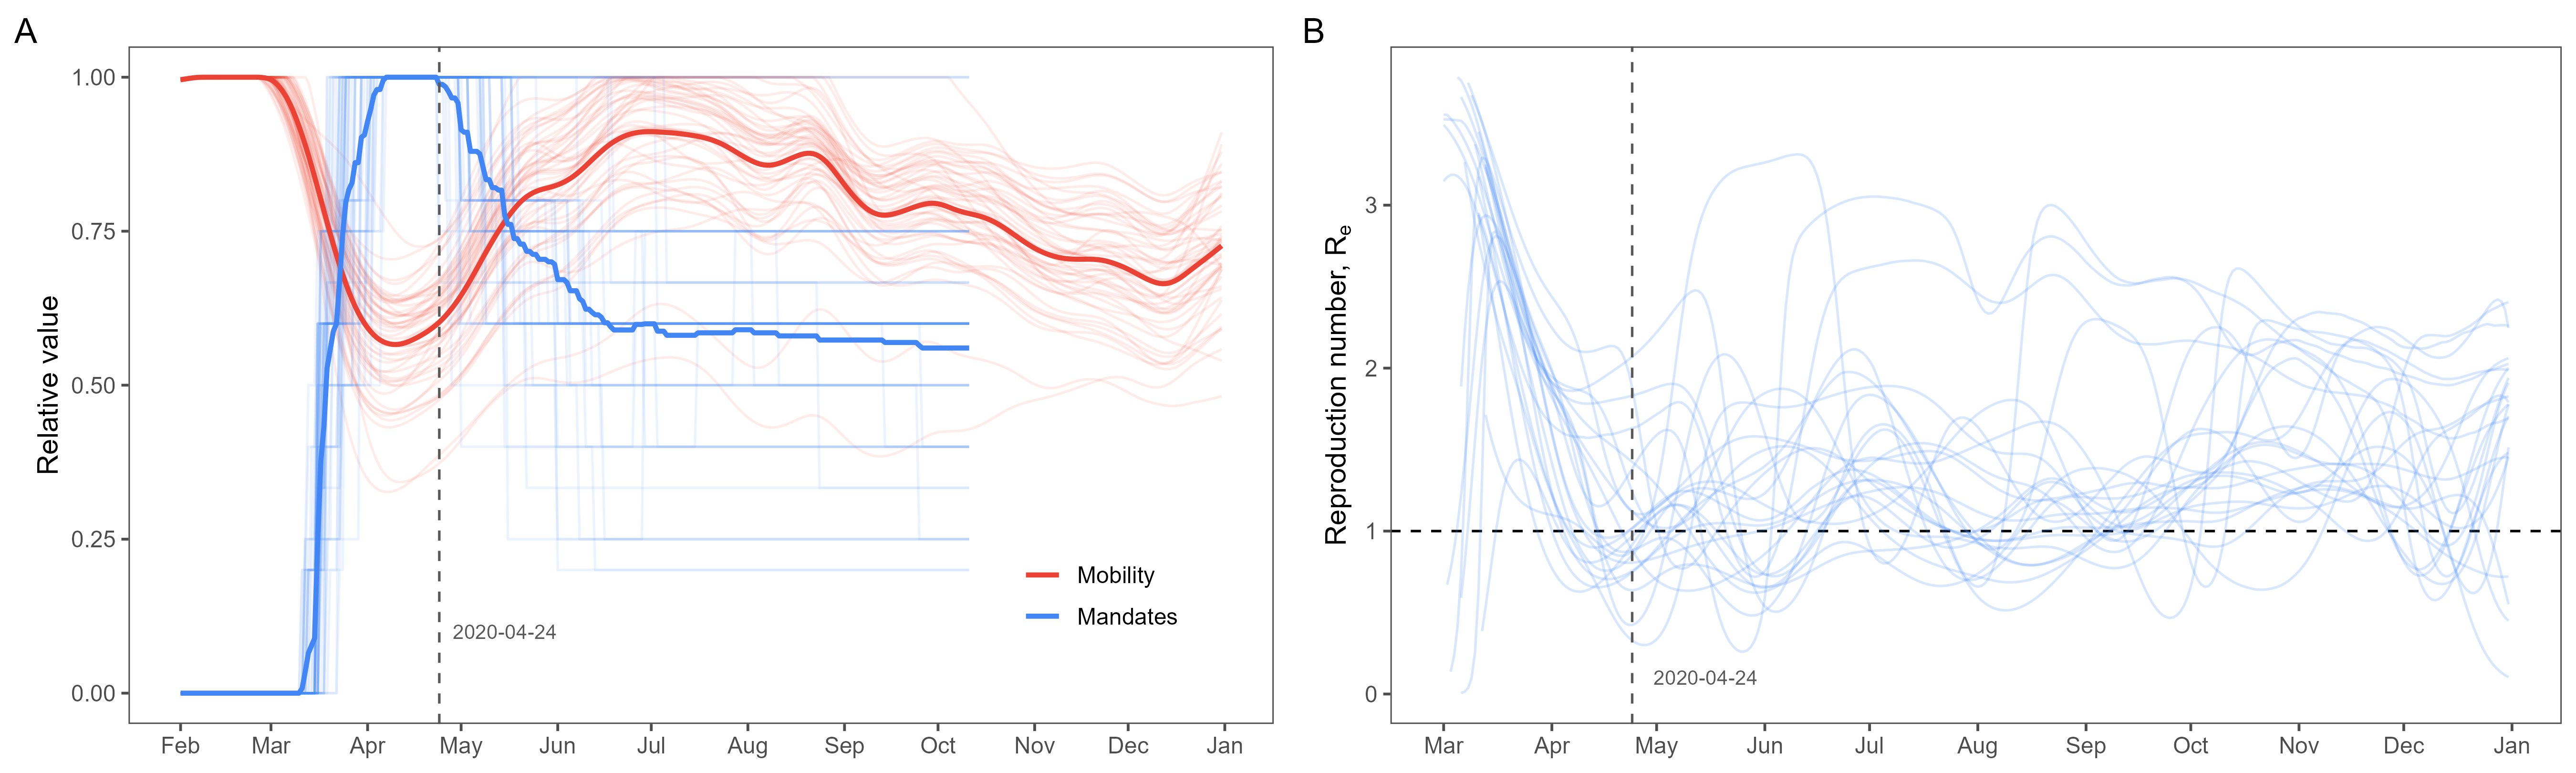 A
Relative value
1.00
0.75
0.50
0.25
0.00
Feb Mar Apr May Jun Jul Aug Sep Oct Nov Dec Jan
2020-04-24
Mobility
Mandates
B
Reproduction number, Re
3
2
1
0
Mar Apr May Jun Jul Aug Sep Oct Nov Dec Jan
2020-04-24